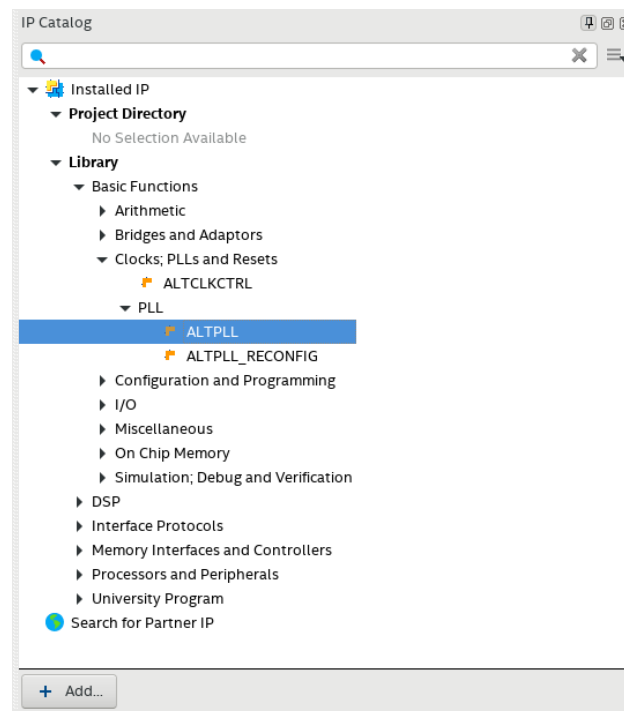 IP Catalog
Installed IP
Project Directory
No Selection Available
Library
Basic Functions
Arithmetic
Bridges and Adaptors
Clocks; PLLs and Resets
ALTCLKCTRL
PLL
ALTPLL
ALTPLL_RECONFIG
Configuration and Programming
I/O
Miscellaneous
On Chip Memory
Simulation; Debug and Verification
DSP
Interface Protocols
Memory Interfaces and Controllers
Processors and Peripherals
University Program
Search for Partner IP
+ Add...